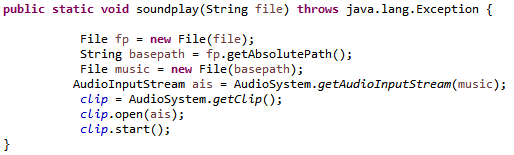 public static void soundplay(String file) throws java.lang.Exception {
File fp = new File(file);
String basepath = fp.getAbsolutePath();
File music = new File(basepath);
AudioInputStream ais = AudioSystem.getAudioInputStream(music);
clip = AudioSystem.getClip();
clip.open(ais);
clip.start();
}